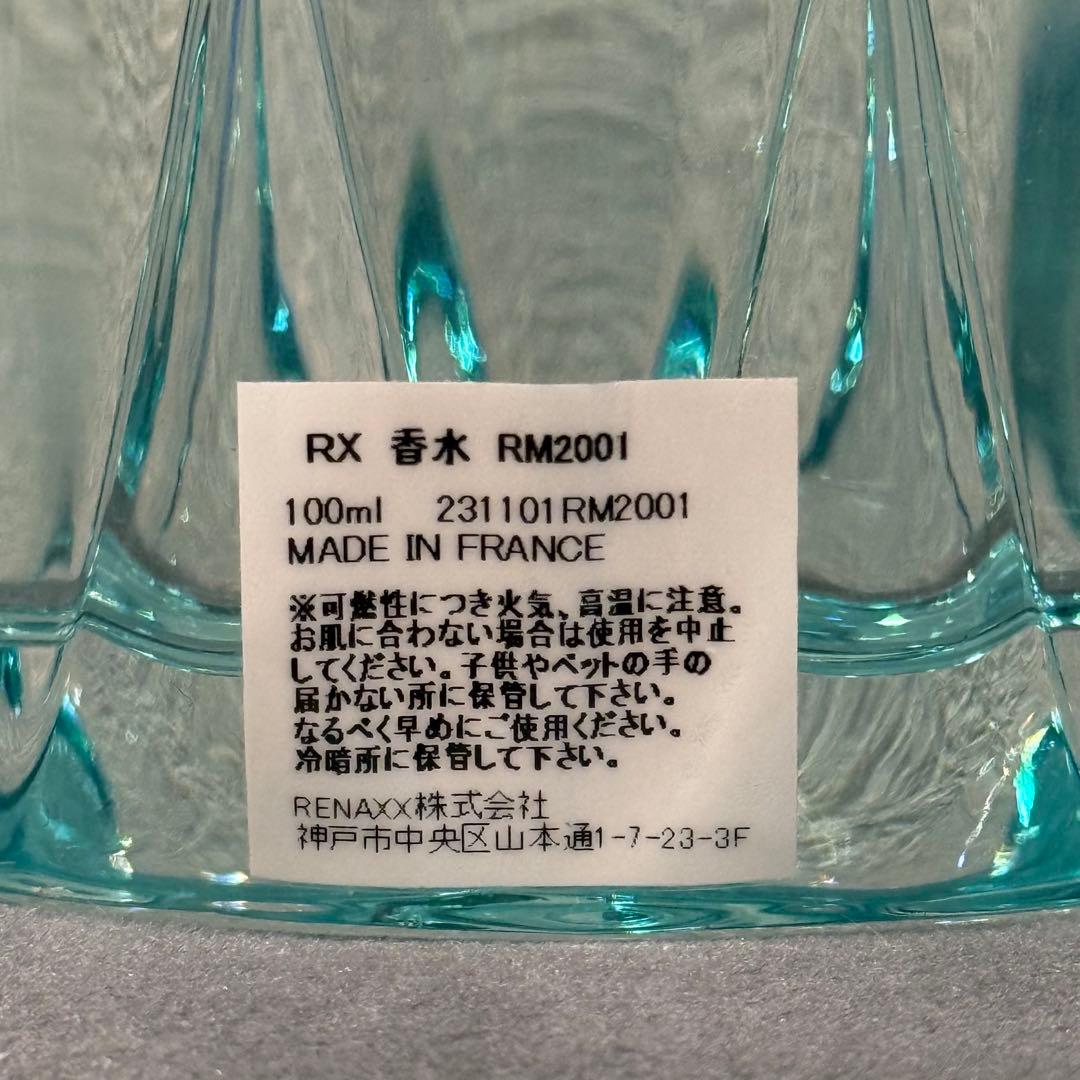 RX 香水 RM2001
100ml 231101RM2001
MADE IN FRANCE
※可燃性につき火気、高温に注意。
お肌に合わない場合は使用を中止
してください。子供やペットの手の
届かない所に保管して下さい。
なるべく早めにご使用ください。
冷暗所に保管して下さい。
RENAXX株式会社
神戸市中央区山本通1-7-23-3F